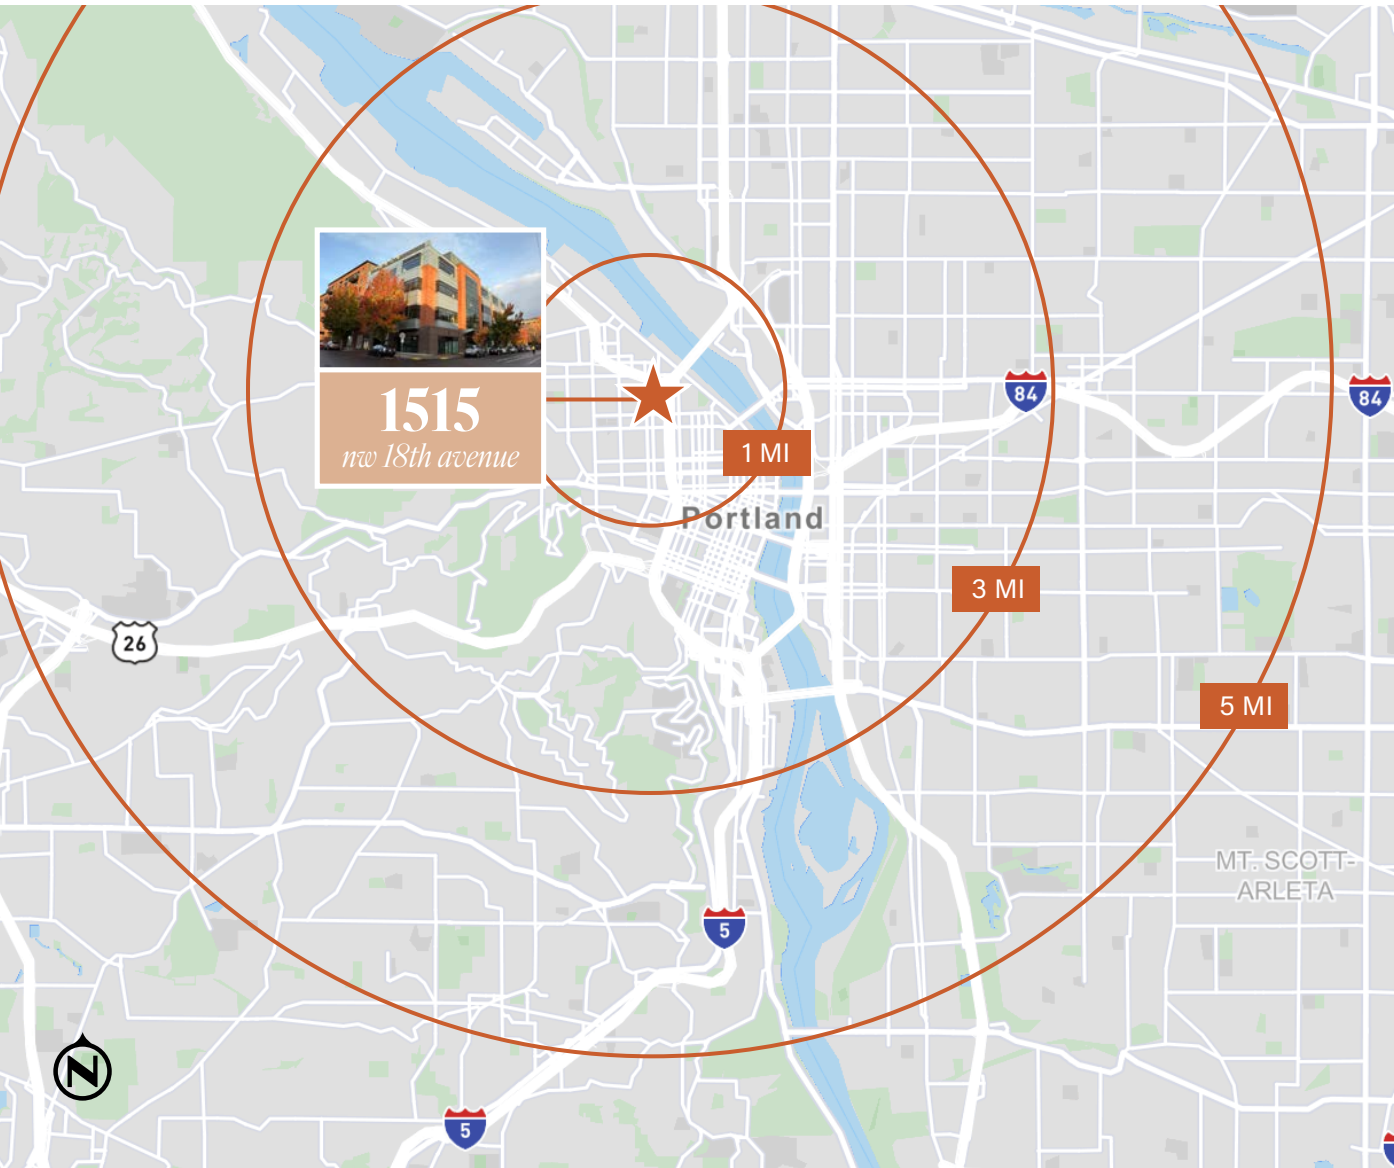 1515
nw 18th avenue
84
84
1 MI
Portland
3 MI
26
5 MI
MT. SCOTT-
ARLETA
5
N
5